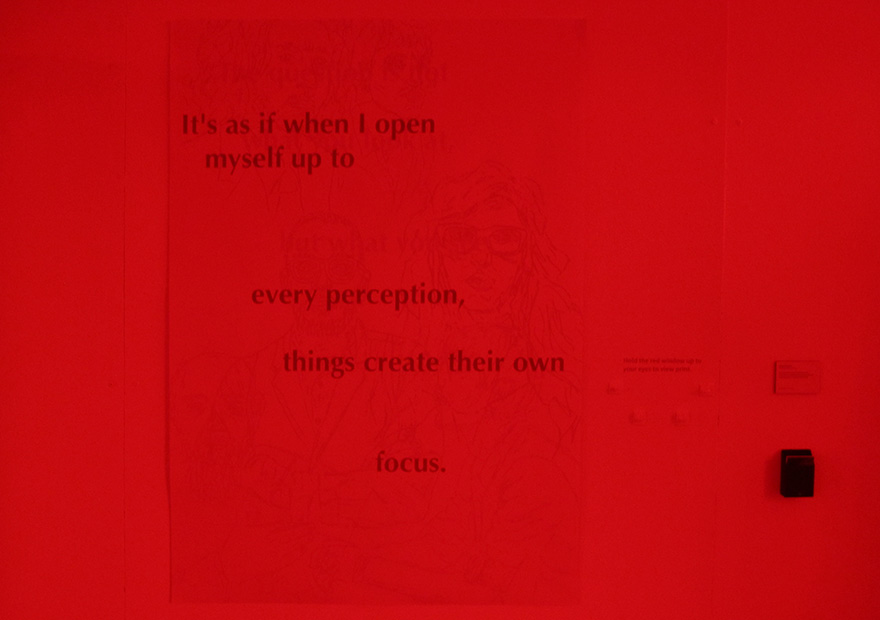 The question is not
It's as if when I open
myself up to
but what you
every perception,
things create their own
Hold the red window up to
your eyes to view print.
focus.